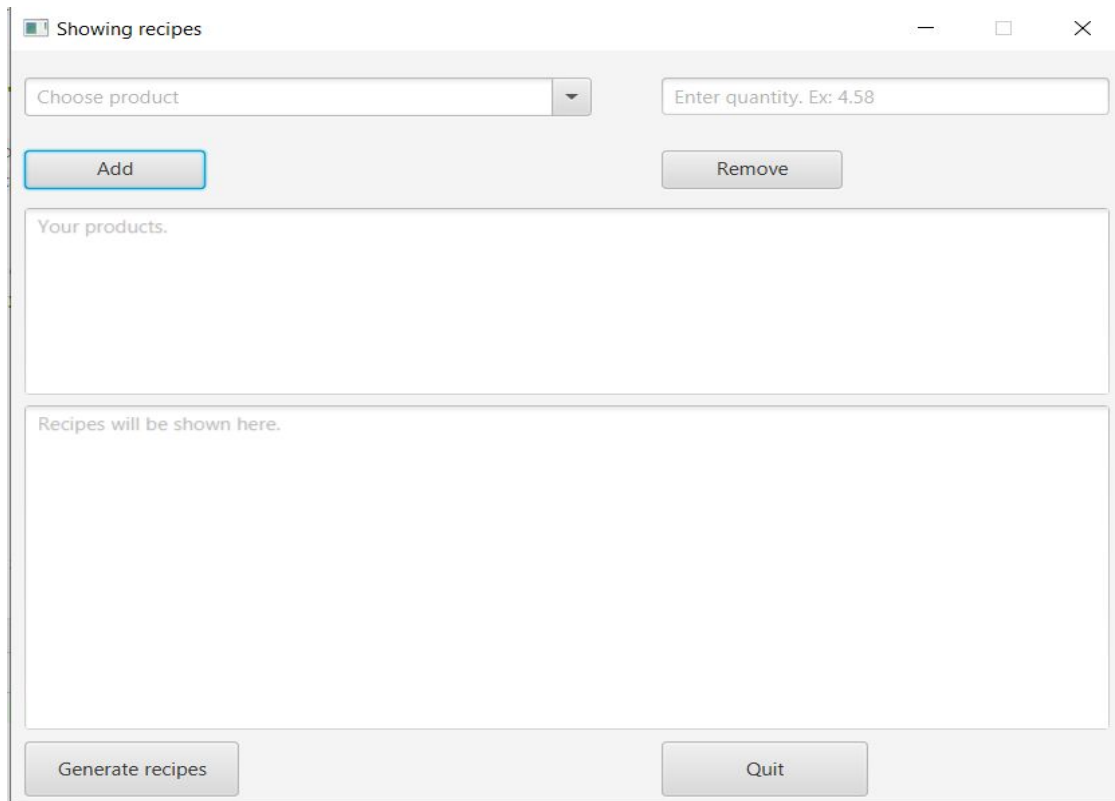 Showing recipes
Choose product
Enter quantity. Ex: 4.58
Add
Remove
Your products.
Recipes will be shown here.
Generate recipes
Quit